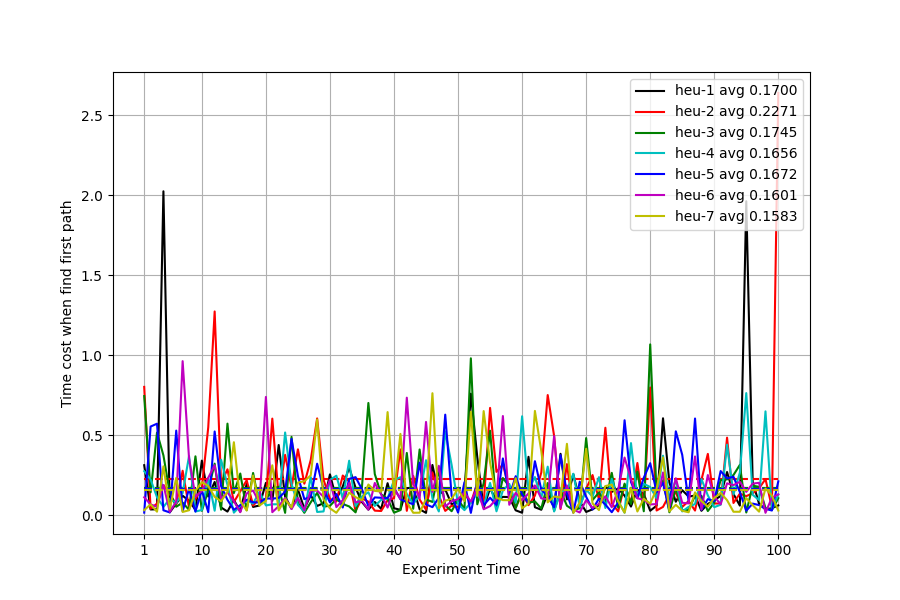 heu-1 avg 0.1700
heu-2 avg 0.2271
heu-3 avg 0.1745
heu-4 avg 0.1656
heu-5 avg 0.1672
heu-6 avg 0.1601
heu-7 avg 0.1583
Time cost when find first path
2.5
2.0
1.5
1.0
0.5
0.0
1 10 20 30 40 50 60 70 80 90 100
Experiment Time